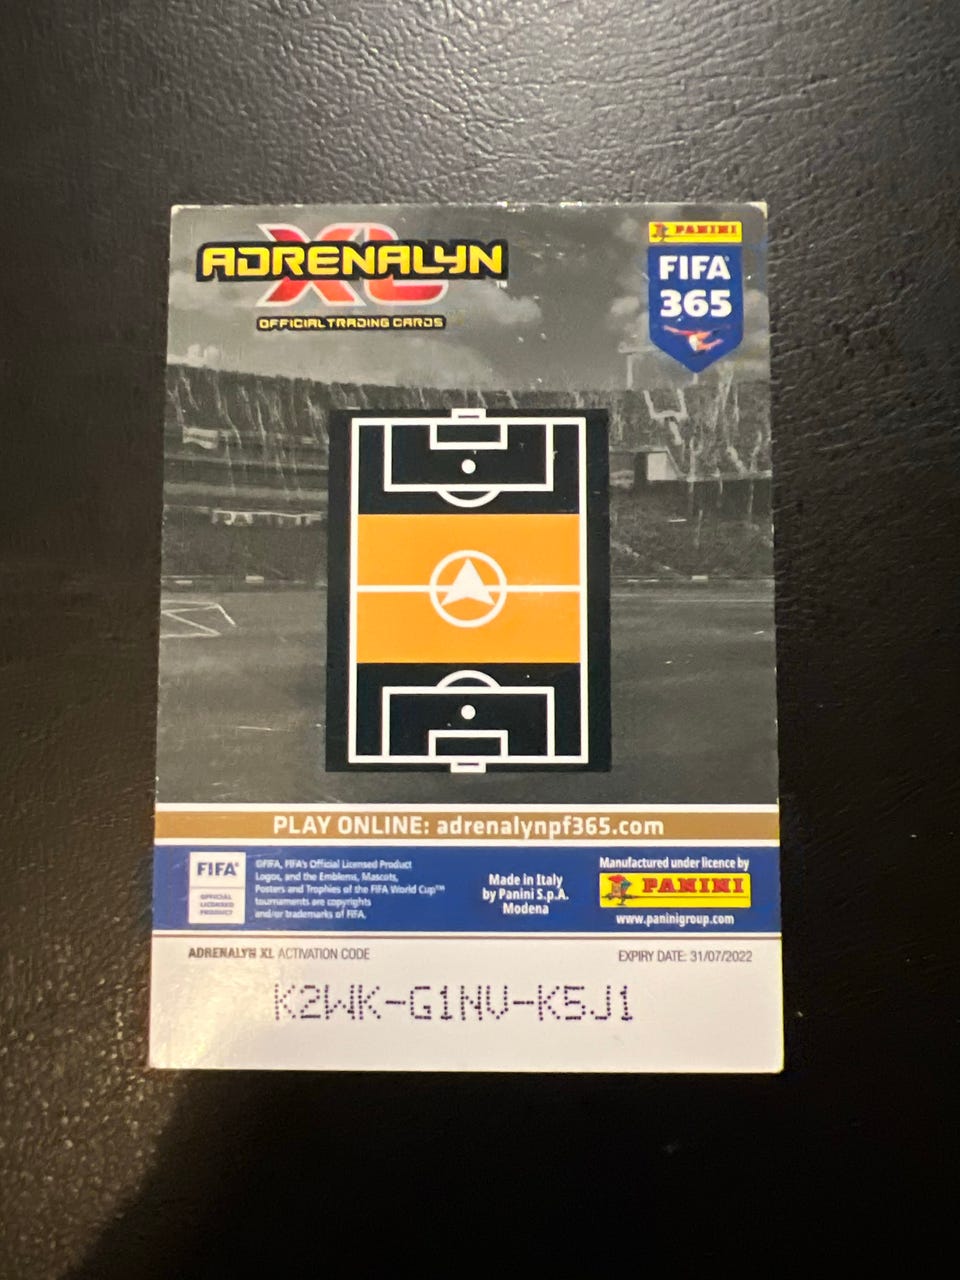 ADRENALYN XL™
OFFICIAL TRADING CARDS
PANINI
FIFA®
365
PLAY ONLINE: adrenalynpf365.com
FIFA®
OFFICIAL
LICENSED
PRODUCT
©FIFA, FIFA's Official Licensed Product
Logos, and the Emblems, Mascots,
Posters and Trophies of the FIFA World Cup™
tournaments are copyrights
and/or trademarks of FIFA.
Made in Italy
by Panini S.p.A.
Modena
Manufactured under licence by
PANINI
www.paninigroup.com
ADRENALYN XL ACTIVATION CODE
EXPIRY DATE: 31/07/2022
K2WK-G1NV-K5J1